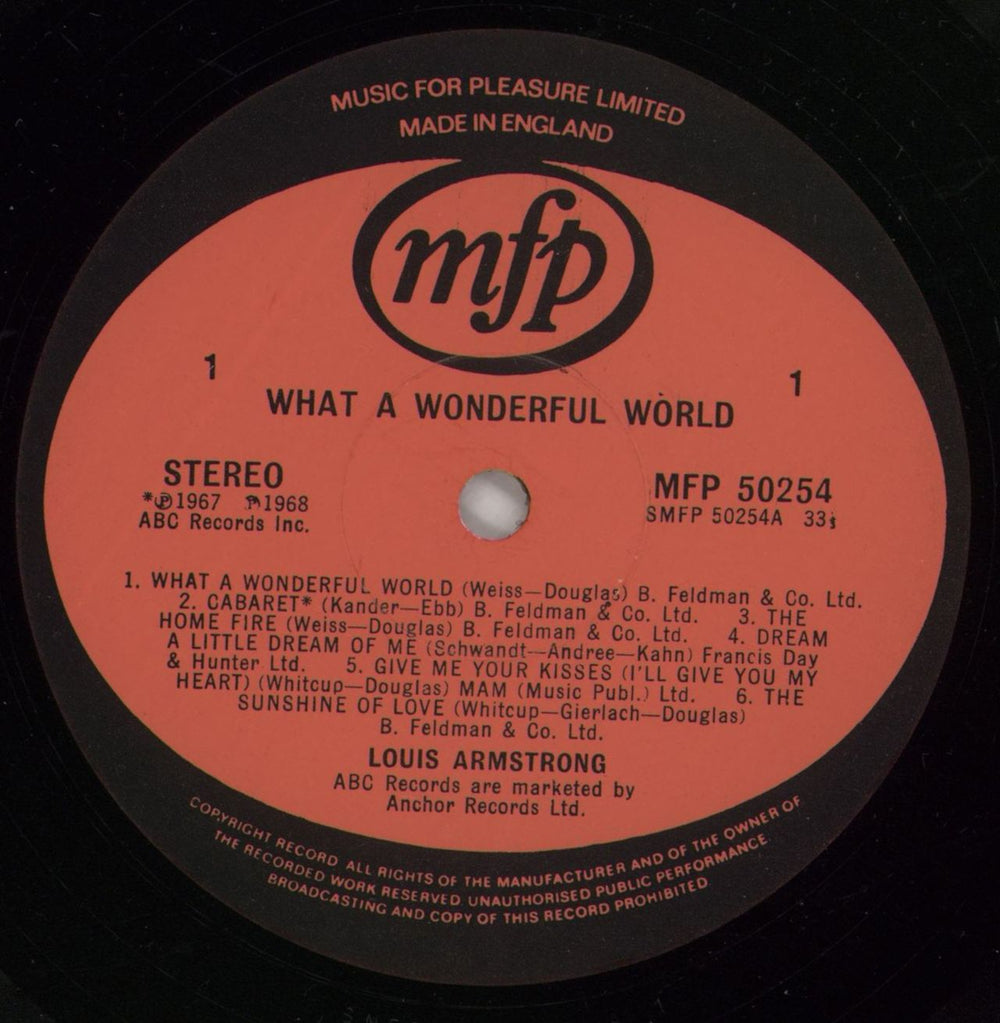 MUSIC FOR PLEASURE LIMITED
MADE IN ENGLAND
mfp
1
1
WHAT A WONDERFUL WORLD
STEREO
*℗1967 ℗1968
ABC Records Inc.
MFP 50254
SMFP 50254A 33⅓
1. WHAT A WONDERFUL WORLD (Weiss—Douglas) B. Feldman & Co. Ltd.
2. CABARET* (Kander—Ebb) B. Feldman & Co. Ltd. 3. THE
HOME FIRE (Weiss—Douglas) B. Feldman & Co. Ltd. 4. DREAM
A LITTLE DREAM OF ME (Schwandt—Andree—Kahn) Francis Day
& Hunter Ltd. 5. GIVE ME YOUR KISSES (I'LL GIVE YOU MY
HEART) (Whitcup—Douglas) MAM (Music Publ.) Ltd. 6. THE
SUNSHINE OF LOVE (Whitcup—Gierlach—Douglas)
B. Feldman & Co. Ltd.
LOUIS ARMSTRONG
ABC Records are marketed by
Anchor Records Ltd.
COPYRIGHT RECORD ALL RIGHTS OF THE MANUFACTURER AND OF THE OWNER OF
THE RECORDED WORK RESERVED UNAUTHORISED PUBLIC PERFORMANCE
BROADCASTING AND COPY OF THIS RECORD PROHIBITED